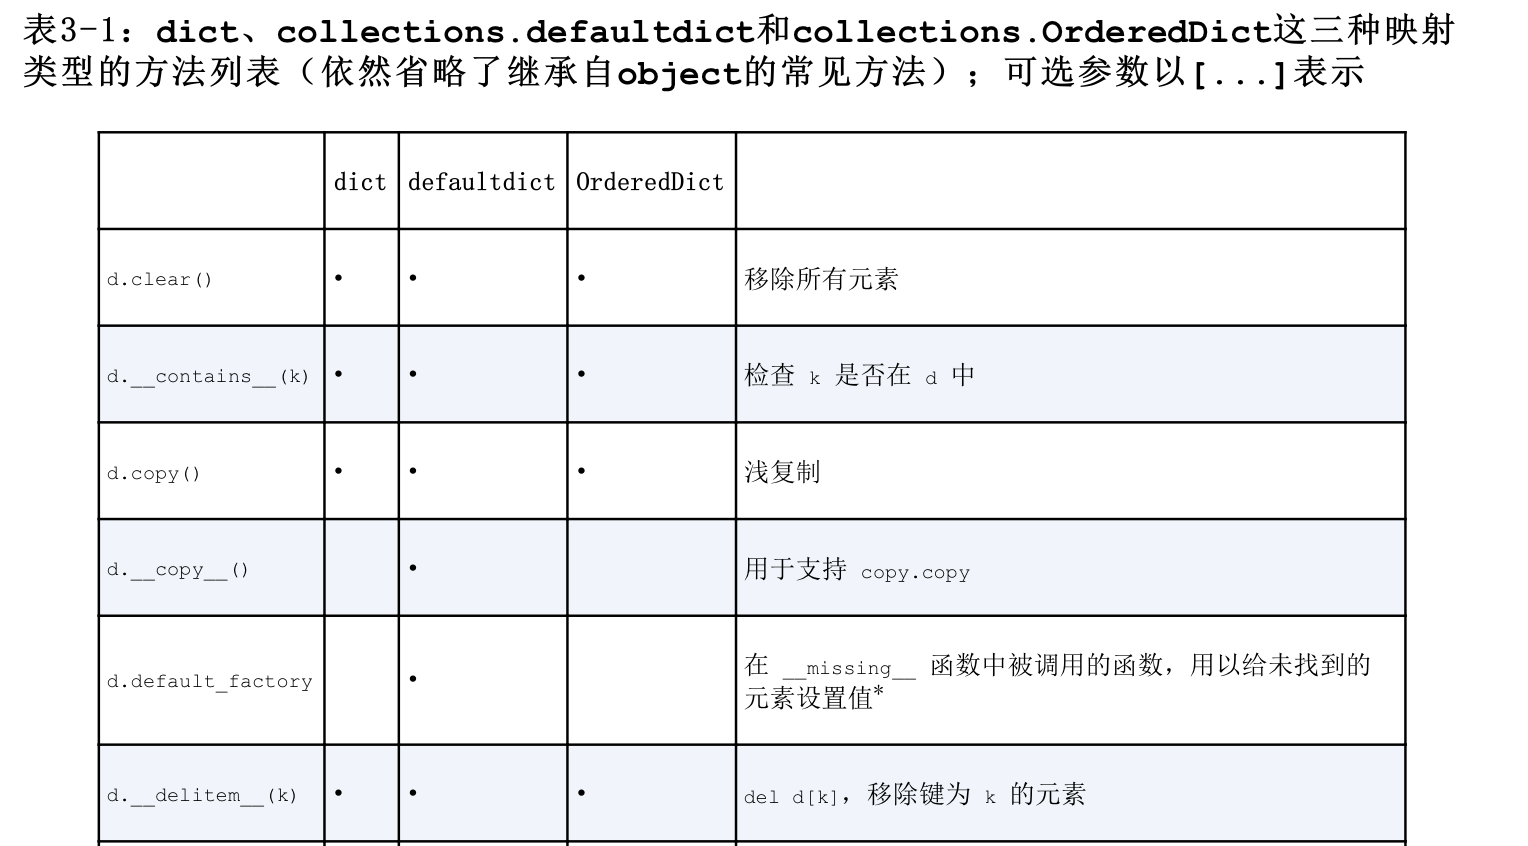 表3-1：dict、collections.defaultdict和collections.OrderedDict这三种映射
类型的方法列表（依然省略了继承自object的常见方法）；可选参数以[...]表示
dict defaultdict OrderedDict
d.clear() • • • 移除所有元素
d.__contains__(k) • • • 检查 k 是否在 d 中
d.copy() • • • 浅复制
d.__copy__() • 用于支持 copy.copy
d.default_factory • 在 __missing__ 函数中被调用的函数，用以给未找到的
元素设置值*
d.__delitem__(k) • • • del d[k]，移除键为 k 的元素